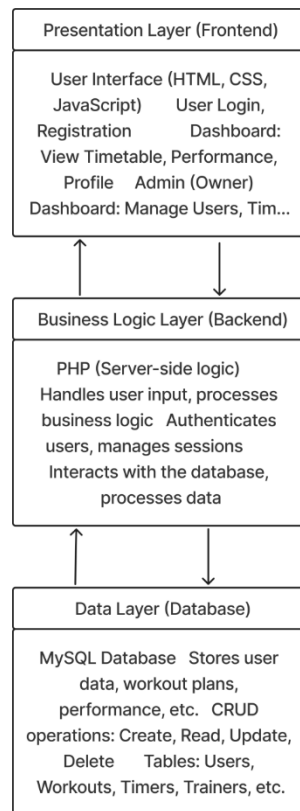 Presentation Layer (Frontend)
User Interface (HTML, CSS,
JavaScript) User Login,
Registration Dashboard:
View Timetable, Performance,
Profile Admin (Owner)
Dashboard: Manage Users, Tim...
Business Logic Layer (Backend)
PHP (Server-side logic)
Handles user input, processes
business logic Authenticates
users, manages sessions
Interacts with the database,
processes data
Data Layer (Database)
MySQL Database Stores user
data, workout plans,
performance, etc. CRUD
operations: Create, Read, Update,
Delete Tables: Users,
Workouts, Timers, Trainers, etc.